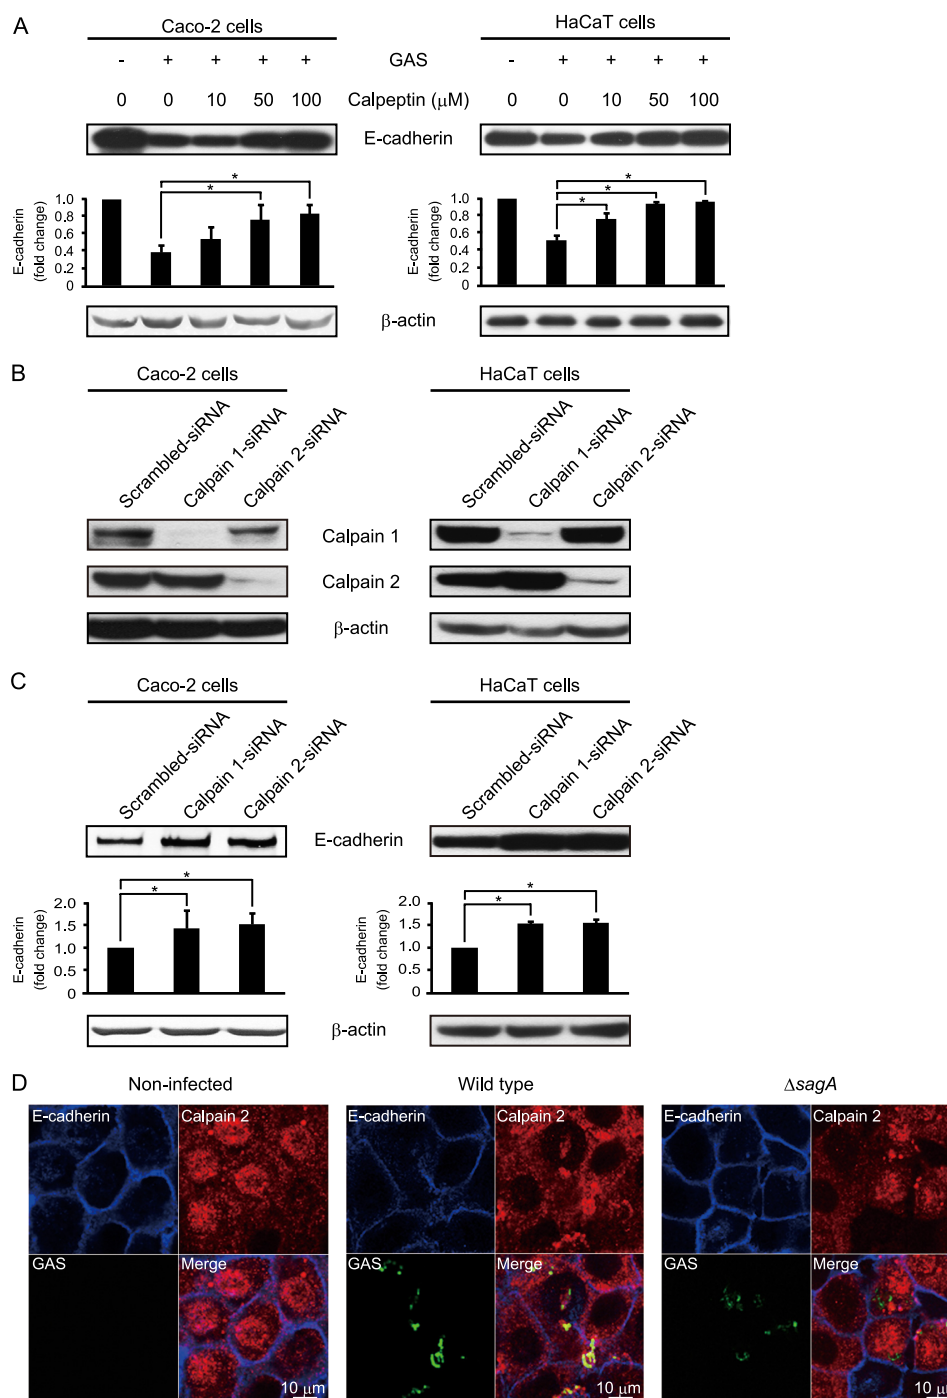 A
Caco-2 cells
HaCaT cells
- + + + + GAS - + + + +
0 0 10 50 100 Calpeptin (μM) 0 0 10 50 100
E-cadherin
E-cadherin
(fold change)
1.0
0.8
0.6
0.4
0.2
0
* *
E-cadherin
(fold change)
1.0
0.8
0.6
0.4
0.2
0
* * *
β-actin
B
Caco-2 cells
HaCaT cells
Scrambled-siRNA
Calpain 1-siRNA
Calpain 2-siRNA
Scrambled-siRNA
Calpain 1-siRNA
Calpain 2-siRNA
Calpain 1
Calpain 2
β-actin
C
Caco-2 cells
HaCaT cells
Scrambled-siRNA
Calpain 1-siRNA
Calpain 2-siRNA
Scrambled-siRNA
Calpain 1-siRNA
Calpain 2-siRNA
E-cadherin
E-cadherin
(fold change)
2.0
1.5
1.0
0.5
0
* *
E-cadherin
(fold change)
2.0
1.5
1.0
0.5
0
* *
β-actin
D
Non-infected
Wild type
ΔsagA
E-cadherin
Calpain 2
E-cadherin
Calpain 2
E-cadherin
Calpain 2
GAS
Merge
GAS
Merge
GAS
Merge
10 μm
10 μm
10 μm